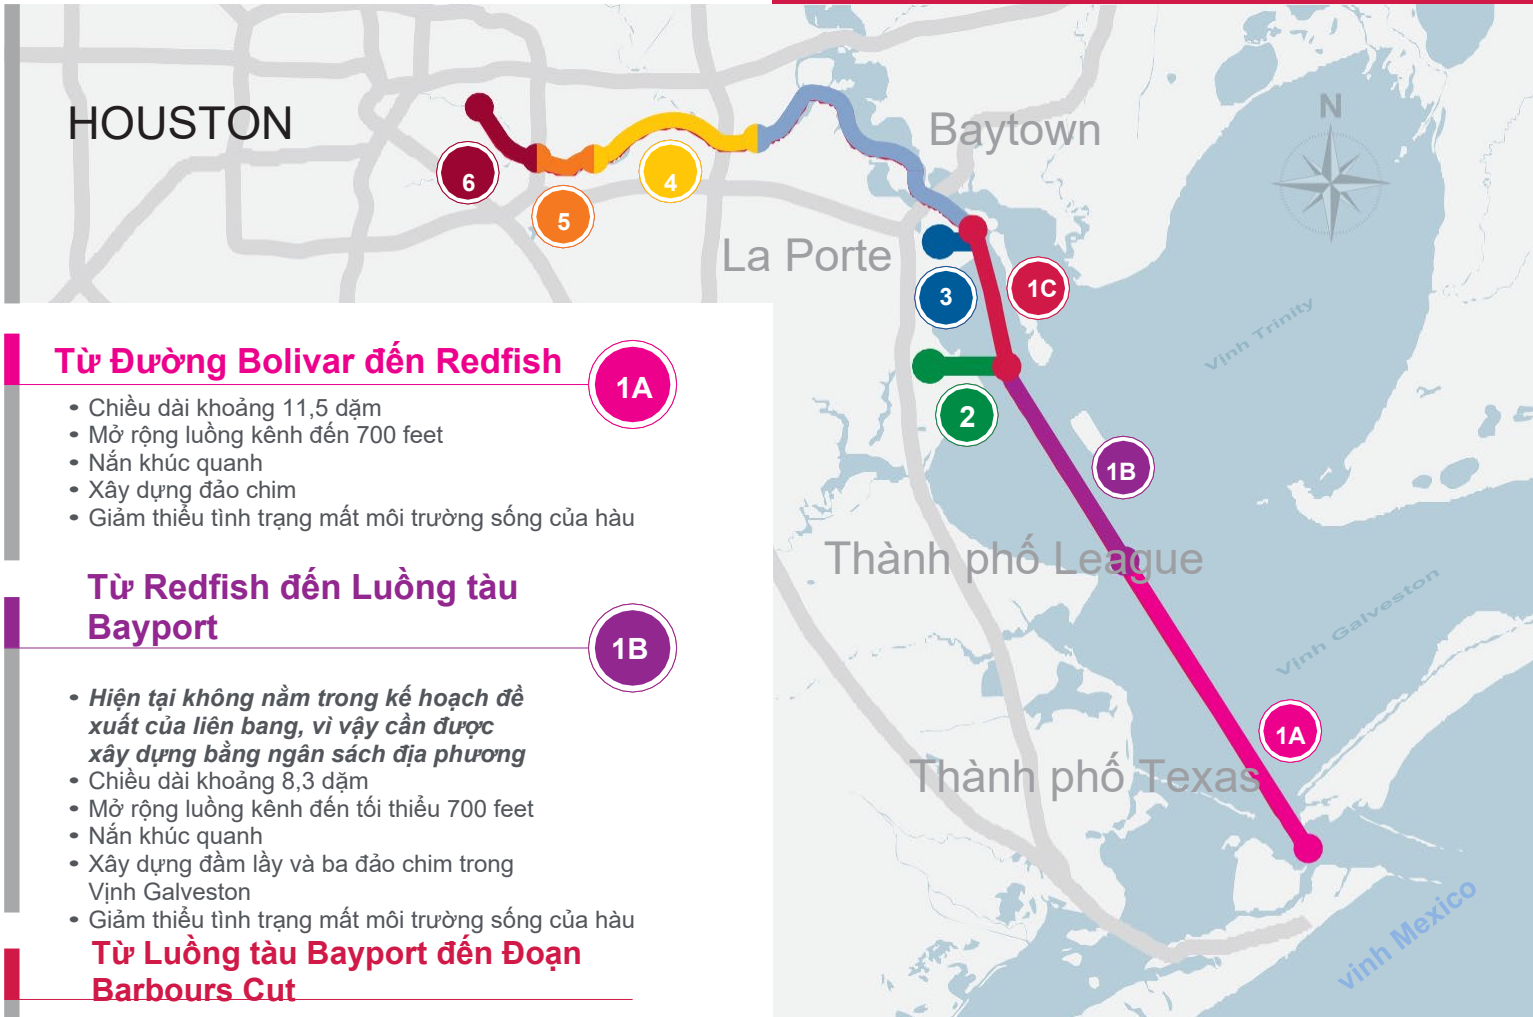 HOUSTON
Baytown
N
6
5
4
La Porte
3
1C
Vịnh Trinity
2
1B
Thành phố League
Vịnh Galveston
1A
Thành phố Texas
vinh Mexico
Từ Đường Bolivar đến Redfish
1A
• Chiều dài khoảng 11,5 dặm
• Mở rộng luồng kênh đến 700 feet
• Nắn khúc quanh
• Xây dựng đảo chim
• Giảm thiểu tình trạng mất môi trường sống của hàu
Từ Redfish đến Luồng tàu
Bayport
1B
• Hiện tại không nằm trong kế hoạch đề
xuất của liên bang, vì vậy cần được
xây dựng bằng ngân sách địa phương
• Chiều dài khoảng 8,3 dặm
• Mở rộng luồng kênh đến tối thiểu 700 feet
• Nắn khúc quanh
• Xây dựng đầm lầy và ba đảo chim trong
Vịnh Galveston
• Giảm thiểu tình trạng mất môi trường sống của hàu
Từ Luồng tàu Bayport đến Đoạn
Barbours Cut